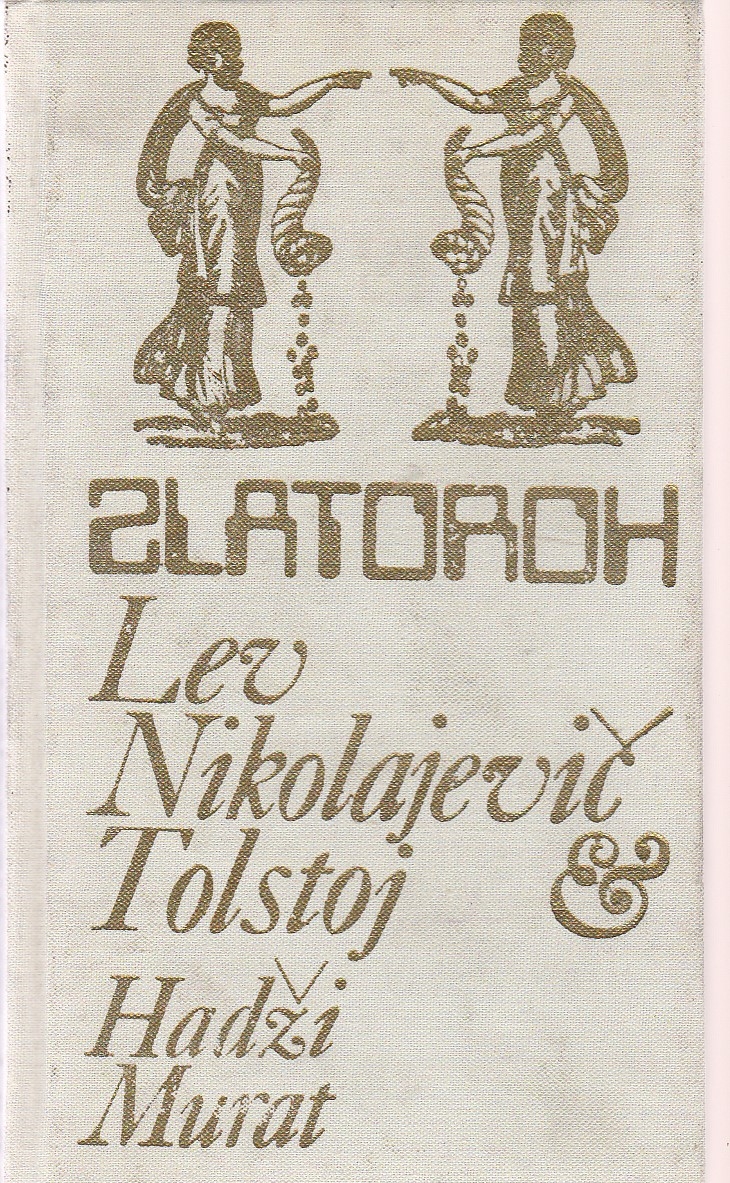 ZLATOROH
Lev
Nikolajevič
Tolstoj &
Hadži
Murat